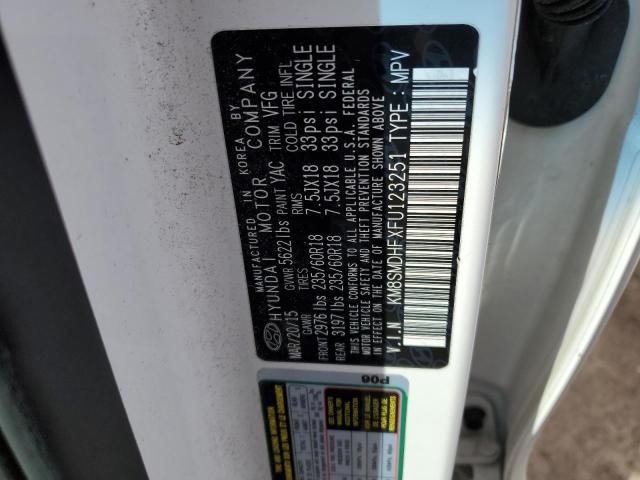 MANUFACTURED IN KOREA BY
HYUNDAI MOTOR COMPANY
MAR/20/15 GVWR 5622lbs PAINT YAC TRIM VFG
GAWR TIRES RIMS COLD TIRE INFL
FRONT 2976 lbs 235/60R18 7.5JX18 33psi SINGLE
REAR 3197 lbs 235/60R18 7.5JX18 33psi SINGLE
THIS VEHICLE CONFORMS TO ALL APPLICABLE U.S.A. FEDERAL
MOTOR VEHICLE SAFETY, BUMPER, AND THEFT PREVENTION STANDARDS
IN EFFECT ON THE DATE OF MANUFACTURE SHOWN ABOVE
V.I.N KM8SMDHFXFU123251 TYPE : MPV
P06